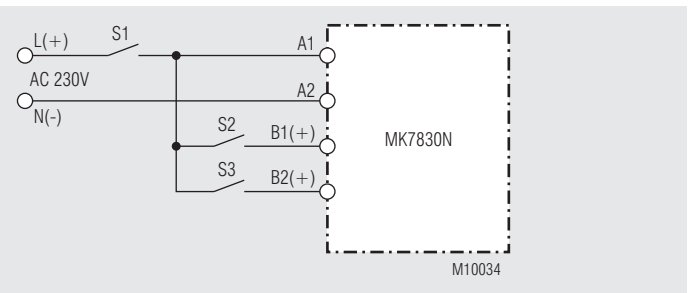 L(+)
S1
A1
AC 230V
A2
N(-)
S2
B1(+)
MK7830N
S3
B2(+)
M10034